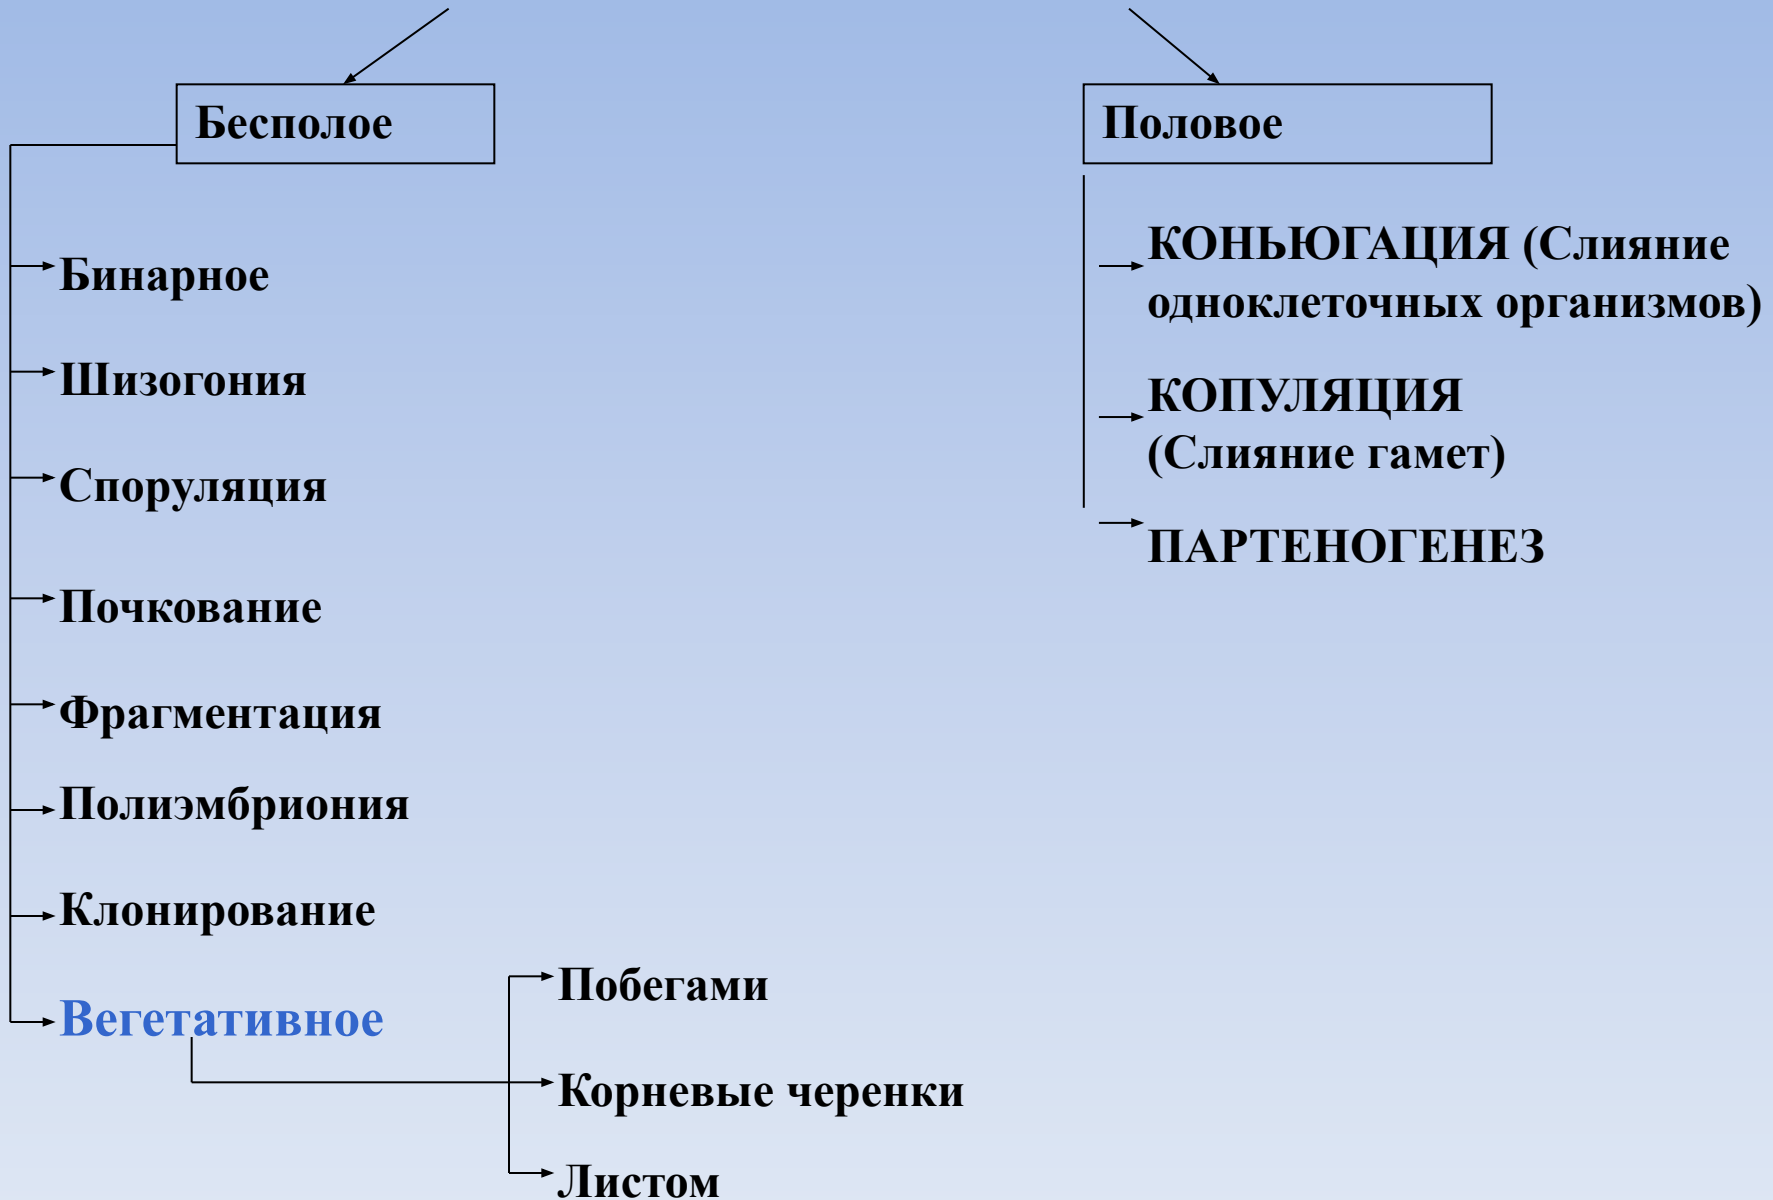 Бесполое
Бинарное
Шизогония
Споруляция
Почкование
Фрагментация
Полиэмбриония
Клонирование
Вегетативное
Побегами
Корневые черенки
Листом
Половое
КОНЬЮГАЦИЯ (Слияние
одноклеточных организмов)
КОПУЛЯЦИЯ
(Слияние гамет)
ПАРТЕНОГЕНЕЗ